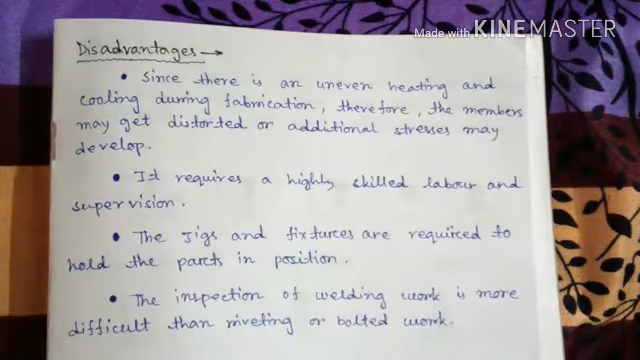 Made with KINEMASTER
Disadvantages →
• Since there is an uneven heating and
cooling during fabrication, therefore, the members
may get distorted or additional stresses may
develop.
• It requires a highly skilled labour and
supervision.
• The Jigs and fixtures are required to
hold the parts in position.
• The inspection of welding work is more
difficult than riveting or bolted work.